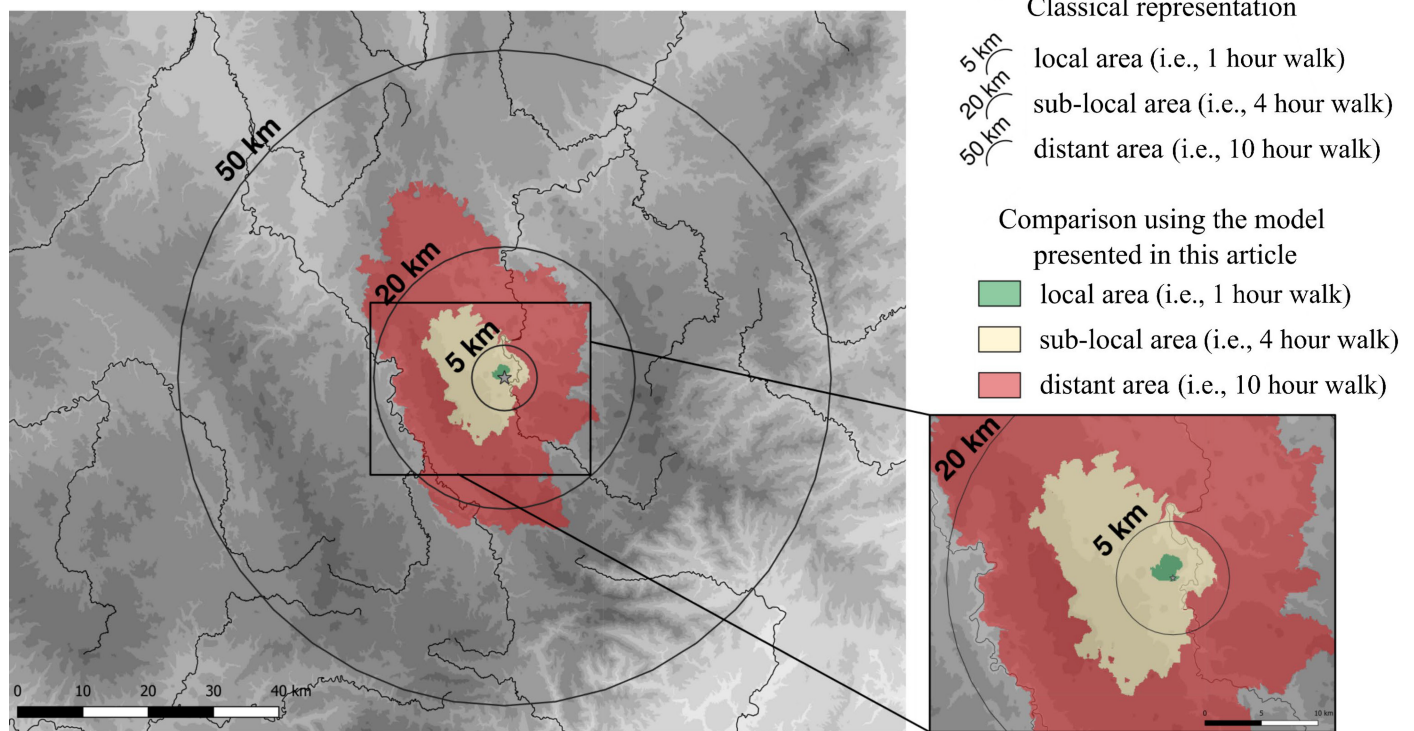 Classical representation
5 km
local area (i.e., 1 hour walk)
20 km
sub-local area (i.e., 4 hour walk)
50 km
distant area (i.e., 10 hour walk)
Comparison using the model
presented in this article
local area (i.e., 1 hour walk)
sub-local area (i.e., 4 hour walk)
distant area (i.e., 10 hour walk)
50 km
20 km
5 km
0 10 20 30 40 km
20 km
5 km
0 5 10 km